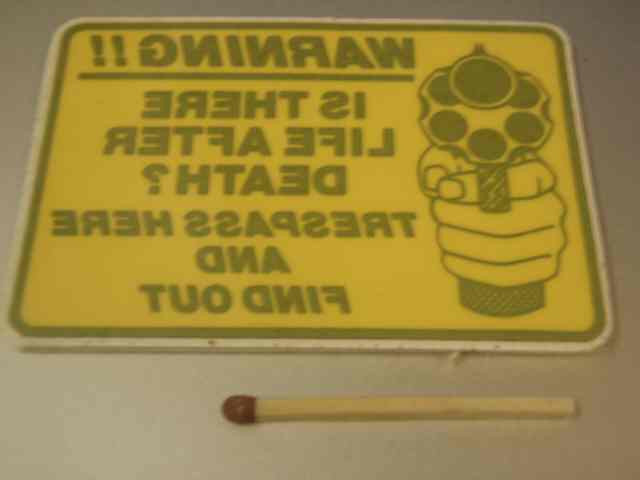 WARNING!!
IS THERE
LIFE AFTER
DEATH?
TRESPASS HERE
AND
FIND OUT